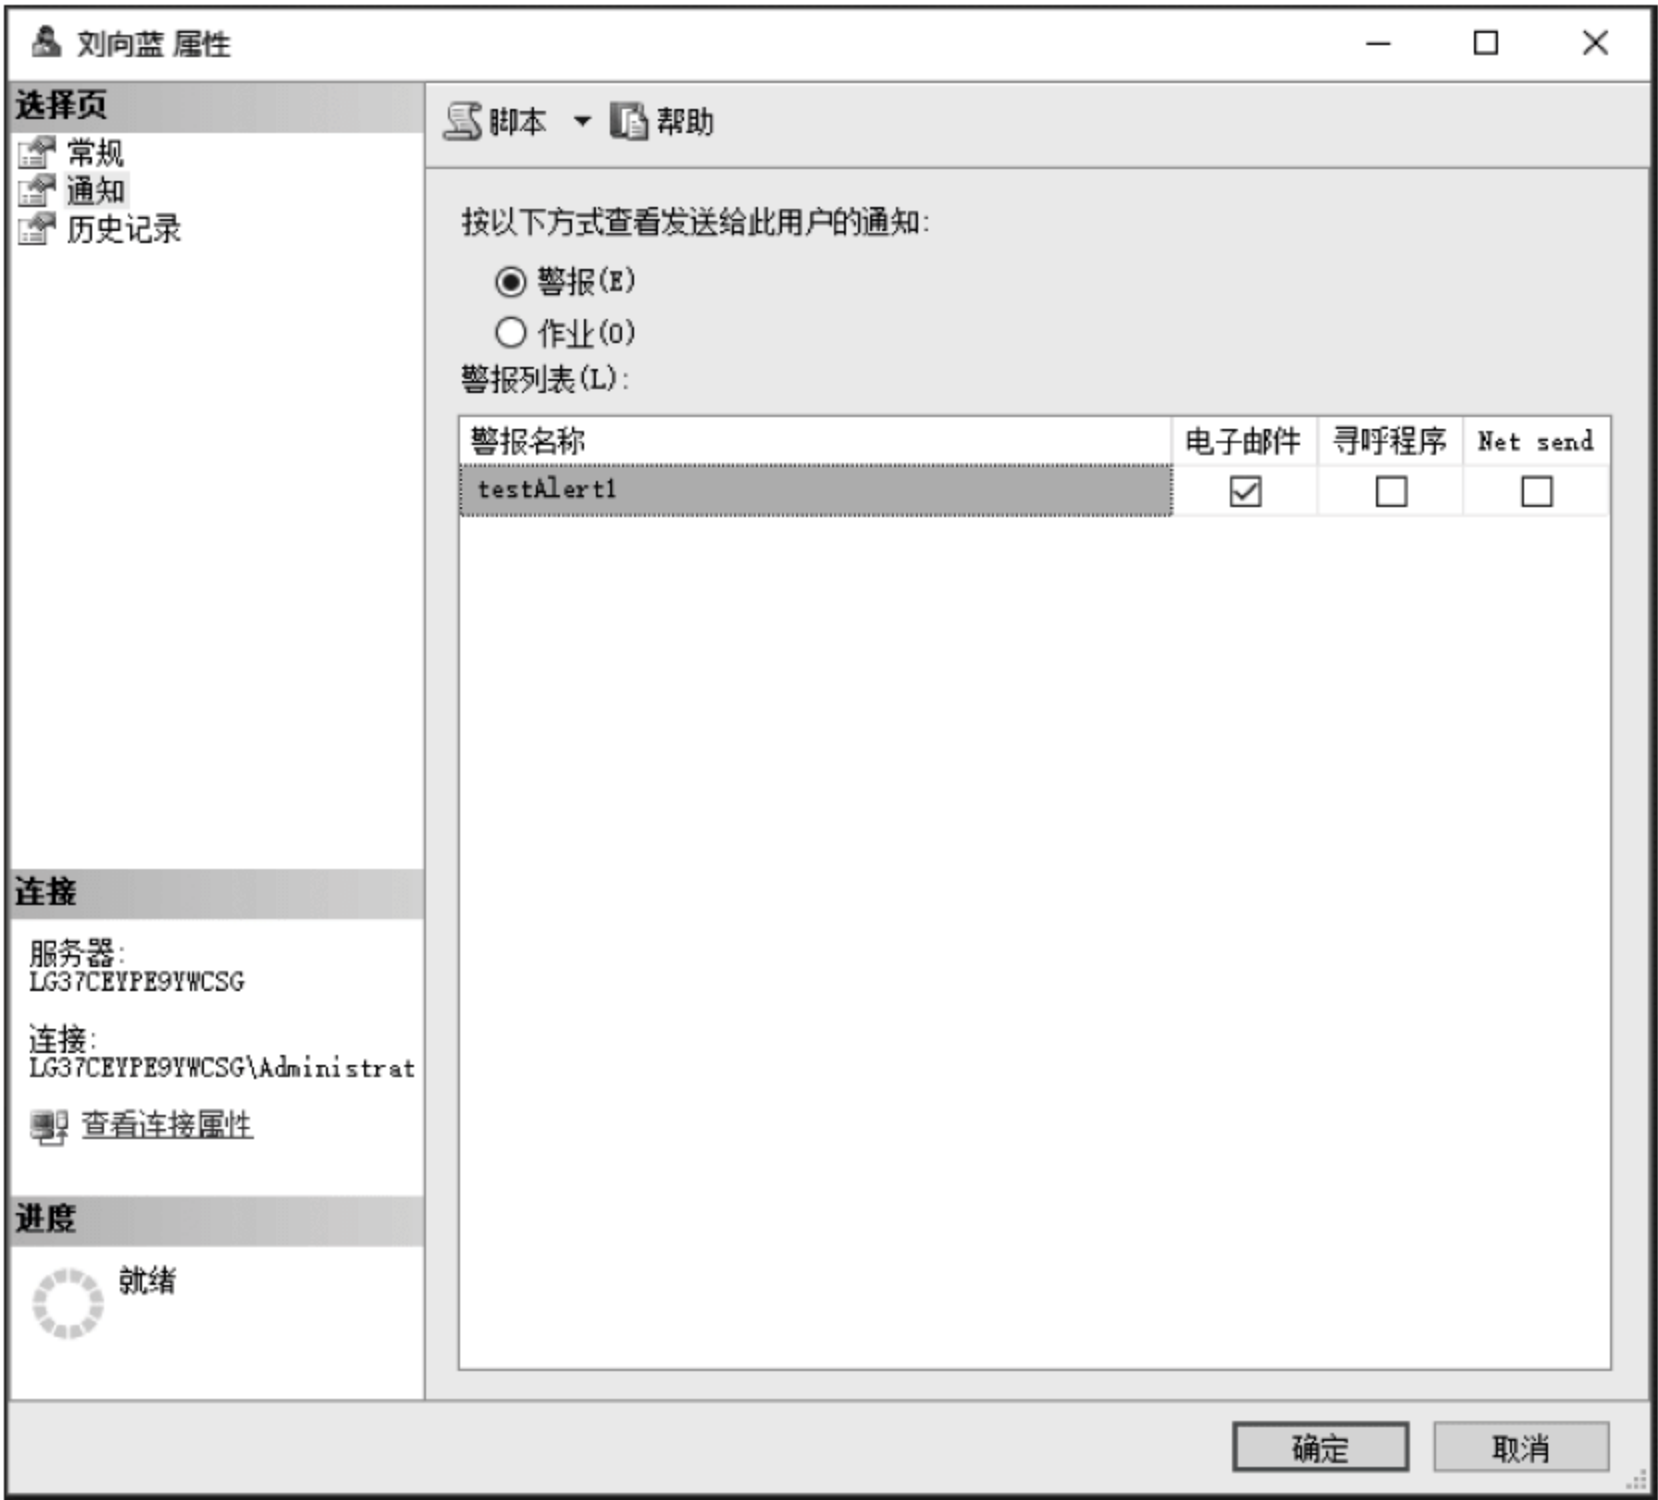 刘向蓝 属性
选择页
常规
通知
历史记录
脚本 帮助
按以下方式查看发送给此用户的通知:
警报(E)
作业(O)
警报列表(L):
警报名称 电子邮件 寻呼程序 Net send
testAlert1
连接
服务器:
LG37CEYPE9YWCSG
连接:
LG37CEYPE9YWCSG\Administrat
查看连接属性
进度
就绪
确定 取消